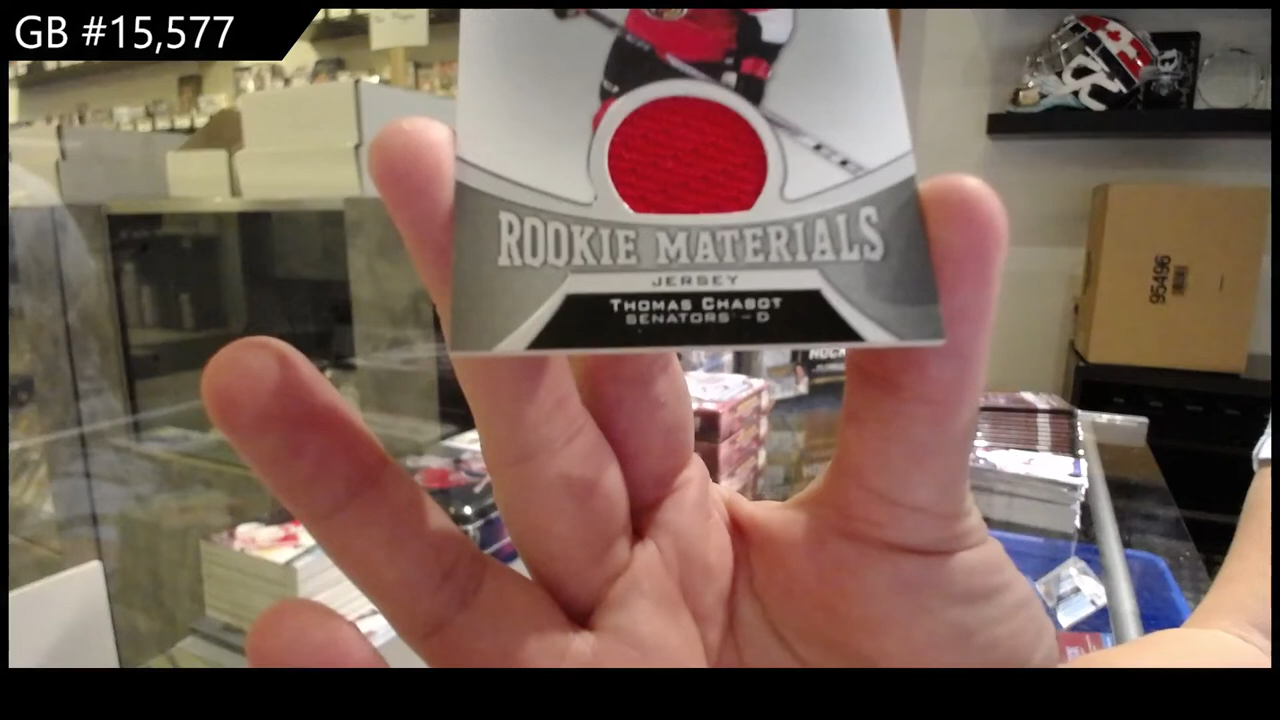 GB #15,577
ROOKIE MATERIALS
JERSEY
THOMAS CHABOT
SENATORS - D
95496